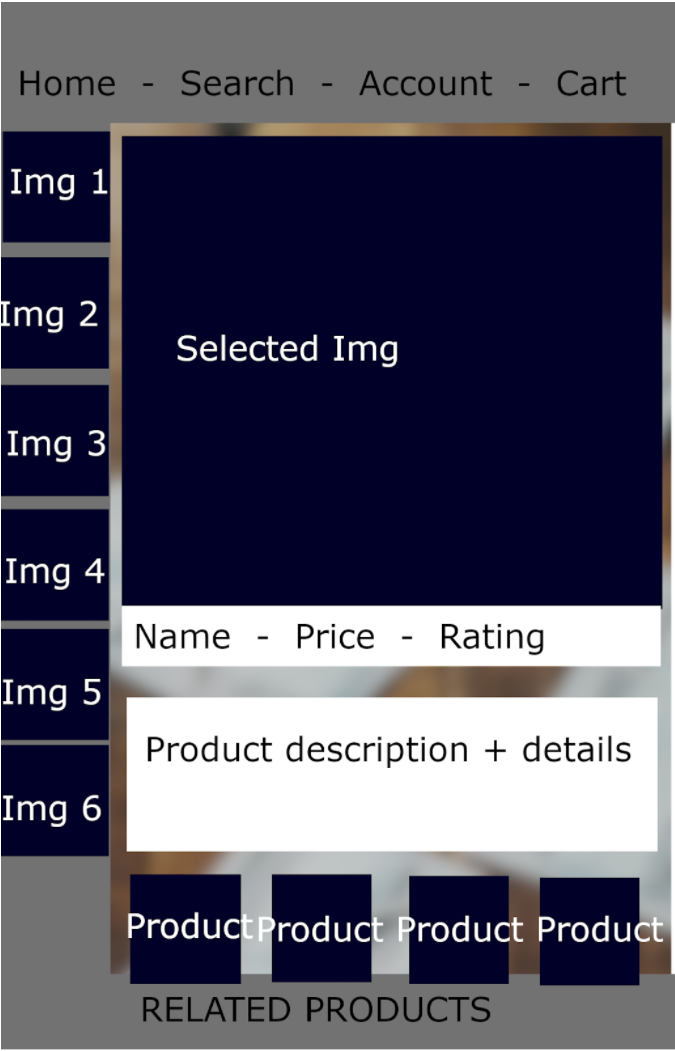 Home - Search - Account - Cart
Img 1
Img 2
Img 3
Img 4
Img 5
Img 6
Selected Img
Name - Price - Rating
Product description + details
Product Product Product Product
RELATED PRODUCTS